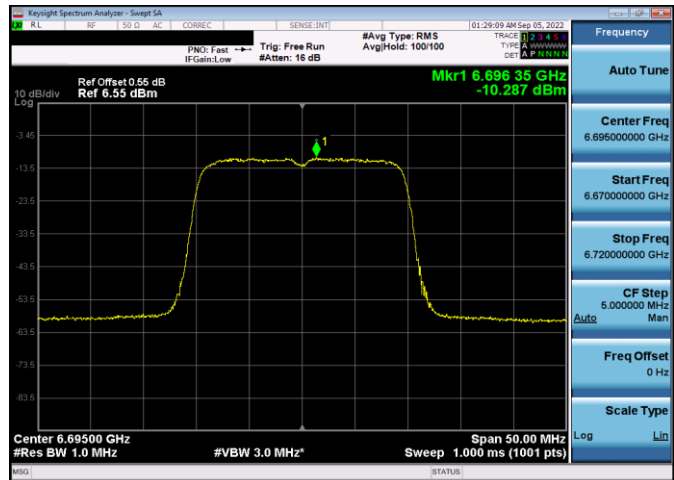 Keysight Spectrum Analyzer - Swept SA
RL RF 50 Ω AC CORREC SENSE:INT 01:29:09 AM Sep 05, 2022
PNO: Fast
IFGain:Low
Trig: Free Run
#Atten: 16 dB
#Avg Type: RMS
Avg|Hold: 100/100
TRACE 1 2 3 4 5 6
TYPE A WWWWW
DET A P N N N N
Ref Offset 0.55 dB
10 dB/div Ref 6.55 dBm
Log
Mkr1 6.696 35 GHz
-10.287 dBm
1
-3.45
-13.5
-23.5
-33.5
-43.5
-53.5
-63.5
-73.5
-83.5
Center 6.69500 GHz
Span 50.00 MHz
#Res BW 1.0 MHz
#VBW 3.0 MHz*
Sweep 1.000 ms (1001 pts)
MSG
STATUS
Frequency
Auto Tune
Center Freq
6.695000000 GHz
Start Freq
6.670000000 GHz
Stop Freq
6.720000000 GHz
CF Step
5.000000 MHz
Auto Man
Freq Offset
0 Hz
Scale Type
Log Lin